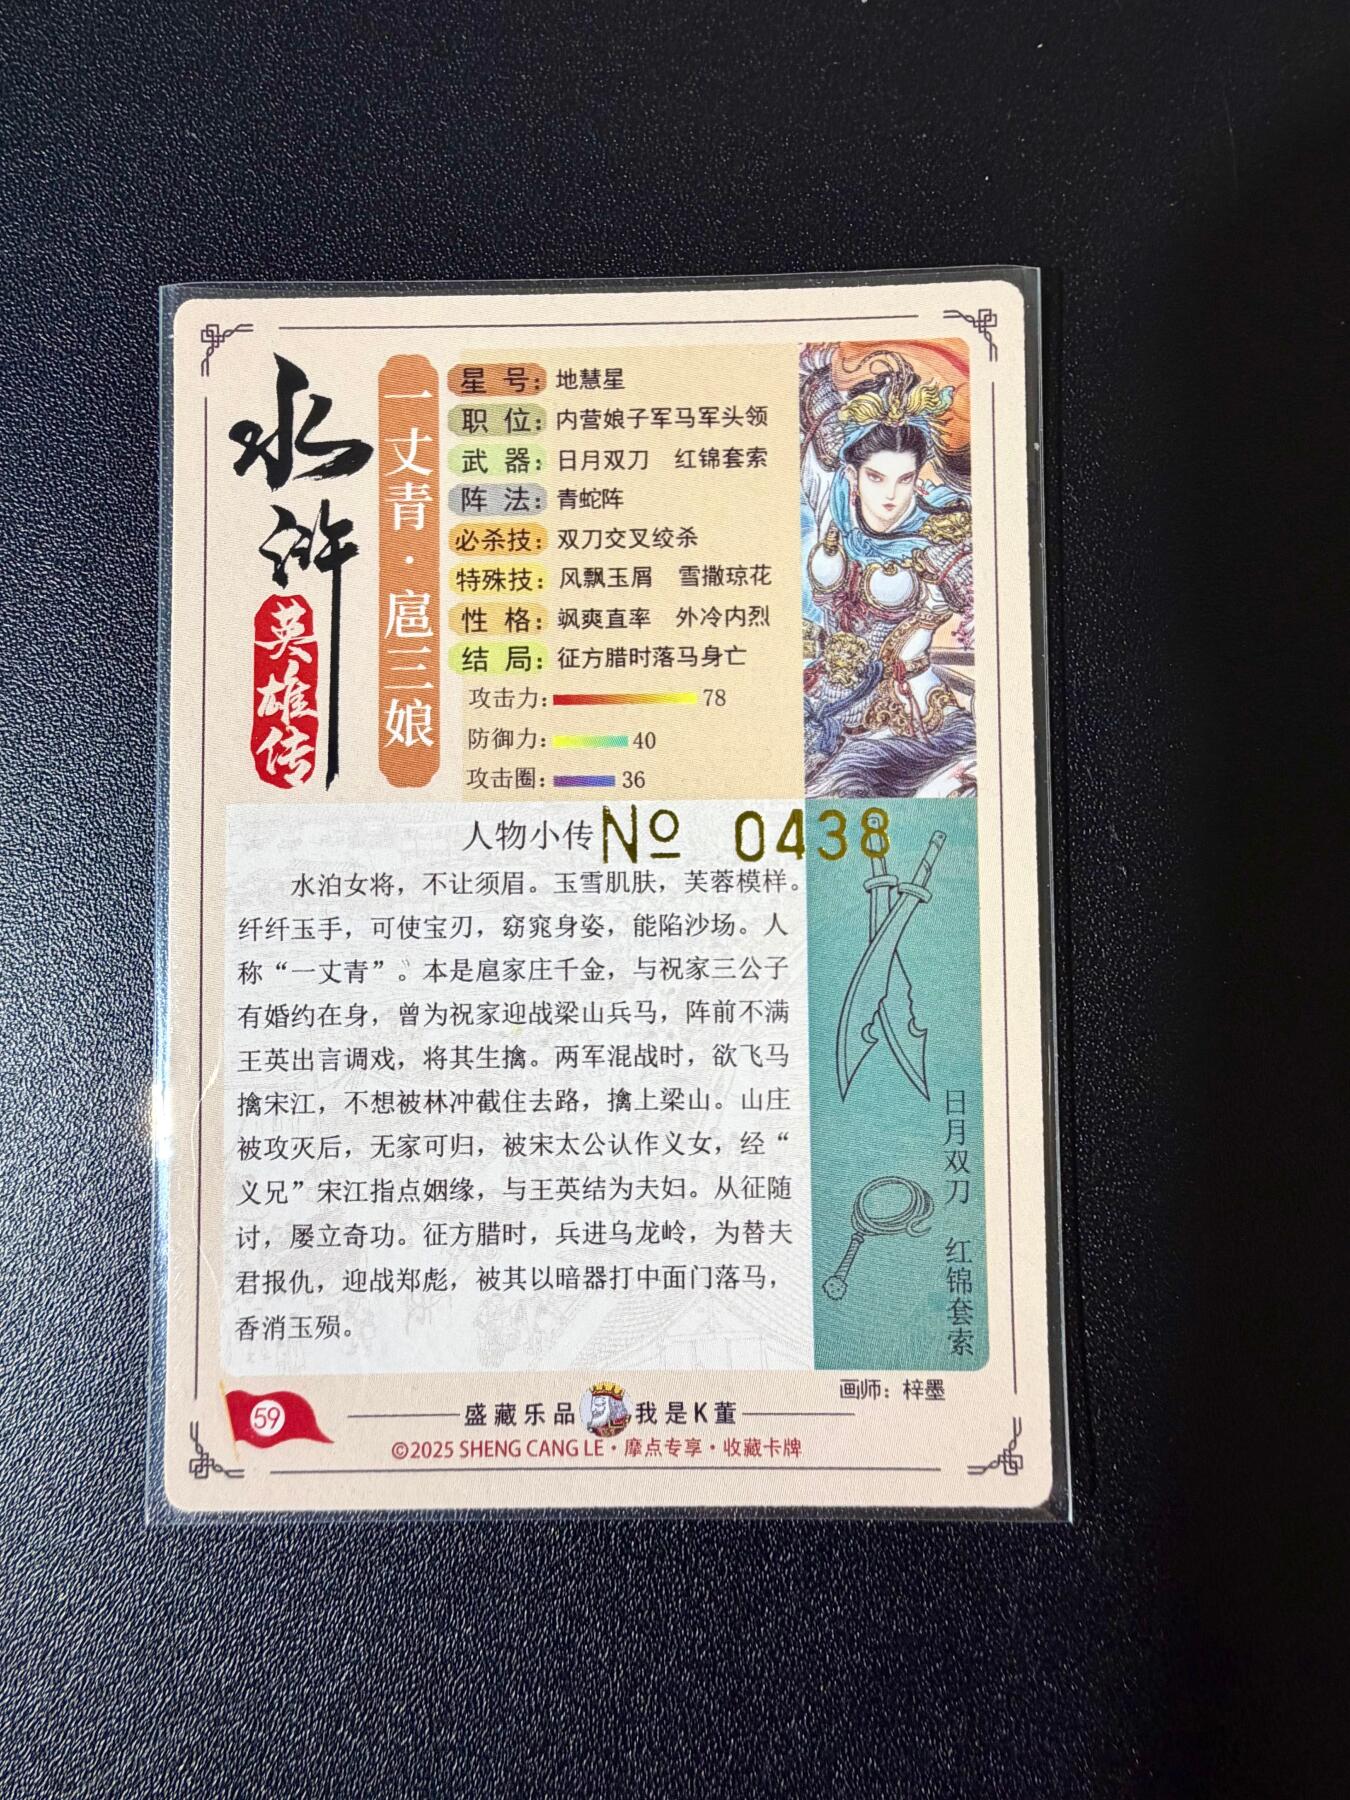 水浒
英雄传
一丈青·扈三娘
星号：地慧星
职位：内营娘子军马军头领
武器：日月双刀 红锦套索
阵法：青蛇阵
必杀技：双刀交叉绞杀
特殊技：风飘玉屑 雪撒琼花
性格：飒爽直率 外冷内烈
结局：征方腊时落马身亡
攻击力：78
防御力：40
攻击圈：36
人物小传
No 0438
水泊女将，不让须眉。玉雪肌肤，芙蓉模样。
纤纤玉手，可使宝刃，窈窕身姿，能陷沙场。人
称“一丈青”。本是扈家庄千金，与祝家三公子
有婚约在身，曾为祝家迎战梁山兵马，阵前不满
王英出言调戏，将其生擒。两军混战时，欲飞马
擒宋江，不想被林冲截住去路，擒上梁山。山庄
被攻灭后，无家可归，被宋太公认作义女，经“
义兄”宋江指点姻缘，与王英结为夫妇。从征随
讨，屡立奇功。征方腊时，兵进乌龙岭，为替夫
君报仇，迎战郑彪，被其以暗器打中面门落马，
香消玉殒。
日月双刀 红锦套索
画师：梓墨
59
盛藏乐品 我是K董
©2025 SHENG CANG LE·摩点专享·收藏卡牌